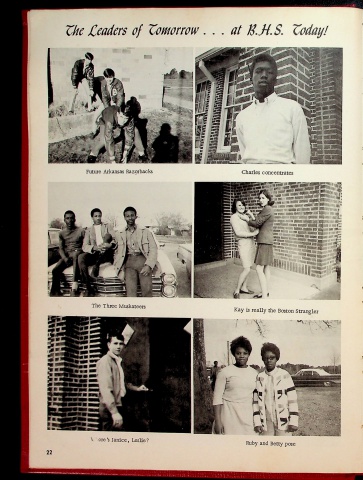 The Leaders of Tomorrow . . . at B.H.S. Today!
Future Arkansas Razorbacks
Charles concentrates
The Three Musketeers
Kay is really the Boston Strangler
Janice, Leslie?
Ruby and Betty pose
22